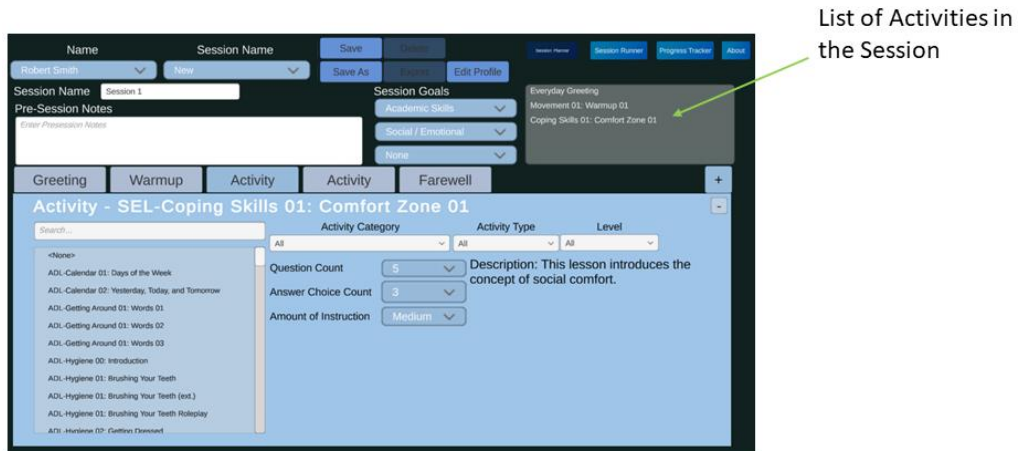 List of Activities in
the Session
Name
Session Name
Save
Delete
Session Planner
Session Runner
Progress Tracker
About
Robert Smith
New
Save As
Export
Edit Profile
Session Name
Session 1
Session Goals
Everyday Greeting
Movement 01: Warmup 01
Coping Skills 01: Comfort Zone 01
Pre-Session Notes
Enter Presession Notes
Academic Skills
Social / Emotional
None
Greeting
Warmup
Activity
Activity
Farewell
+
Activity - SEL-Coping Skills 01: Comfort Zone 01
-
Search...
Activity Category
Activity Type
Level
All
All
All
<None>
ADL-Calendar 01: Days of the Week
ADL-Calendar 02: Yesterday, Today, and Tomorrow
ADL-Getting Around 01: Words 01
ADL-Getting Around 01: Words 02
ADL-Getting Around 01: Words 03
ADL-Hygiene 00: Introduction
ADL-Hygiene 01: Brushing Your Teeth
ADL-Hygiene 01: Brushing Your Teeth (ext.)
ADL-Hygiene 01: Brushing Your Teeth Roleplay
ADL-Hygiene 02: Getting Dressed
Question Count
5
Answer Choice Count
3
Amount of Instruction
Medium
Description: This lesson introduces the
concept of social comfort.